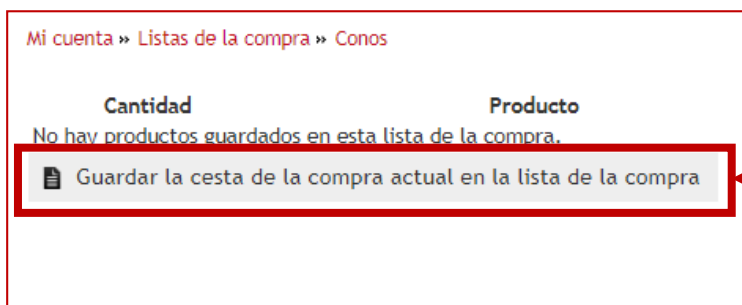 Mi cuenta » Listas de la compra » Conos
Cantidad Producto
No hay productos guardados en esta lista de la compra.
Guardar la cesta de la compra actual en la lista de la compra